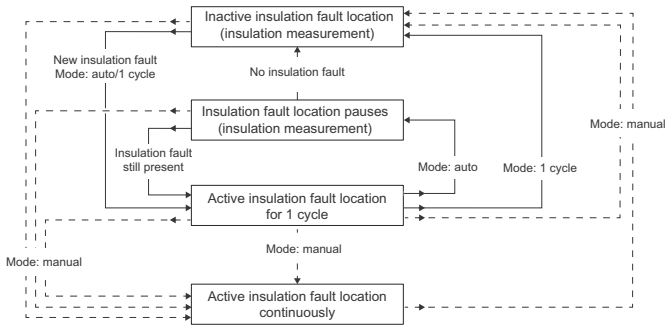 Inactive insulation fault location
(insulation measurement)
New insulation fault
Mode: auto/1 cycle
No insulation fault
Insulation fault location pauses
(insulation measurement)
Mode: manual
Insulation fault
still present
Mode: auto
Mode: 1 cycle
Active insulation fault location
for 1 cycle
Mode: manual
Mode: manual
Active insulation fault location
continuously